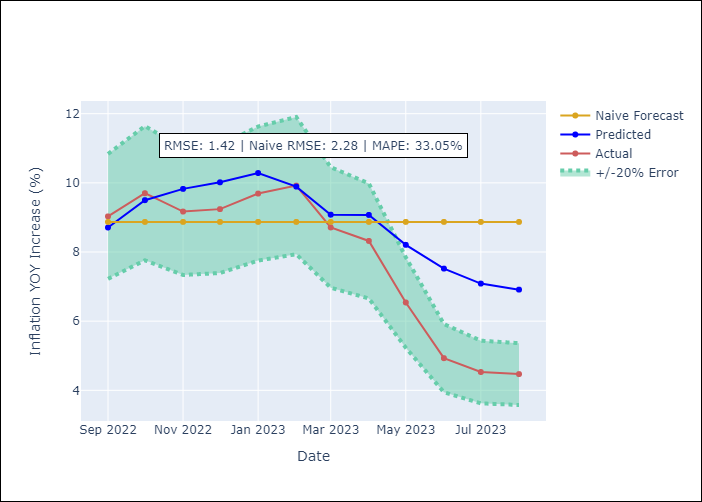 12
10
8
6
4
Inflation YOY Increase (%)
RMSE: 1.42 | Naive RMSE: 2.28 | MAPE: 33.05%
Naive Forecast
Predicted
Actual
+/-20% Error
Sep 2022 Nov 2022 Jan 2023 Mar 2023 May 2023 Jul 2023
Date